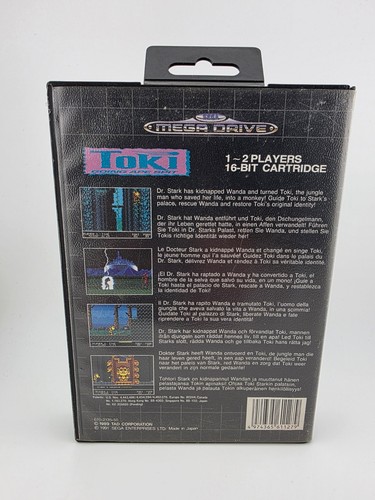 SEGA
MEGA DRIVE
Toki
GOING APE SPIT
1~2 PLAYERS
16-BIT CARTRIDGE
Dr. Stark has kidnapped Wanda and turned Toki, the jungle
man who saved her life, into a monkey! Guide Toki to Stark's
palace, rescue Wanda and restore Toki's original identity!
Dr. Stark hat Wanda entführt und Toki, den Dschungelmann,
der ihr Leben gerettet hatte, in einen Affen verwandelt! Führen
Sie Toki in Dr. Starks Palast, retten Sie Wanda, und stellen Sie
Tokis richtige Identität wieder her!
Le Docteur Stark a kidnappé Wanda et changé en singe Toki,
le jeune homme qui l'a sauvée! Guidez Toki dans le palais du
Dr. Stark, délivrez Wanda et rendez à Toki sa véritable identité.
¡El Dr. Stark ha raptado a Wanda y ha convertido a Toki, el
hombre de la selva que salvó su vida, en un mono! ¡Guíe a
Toki hasta el palacio de Stark, rescate a Wanda, y restablezca
la identidad de Toki!
Il Dr. Stark ha rapito Wanda e tramutato Toki, l'uomo della
giungla che aveva salvato la vita a Wanda, in una scimmia!
Guidate Toki al palazzo di Stark, liberate Wanda e fate
tornare a Toki la sua vera identità!
Dr. Stark har kidnappat Wanda och förvandlat Toki, mannen
från djungeln som räddat hennes liv, till en apa! Led Toki till
Starks slott, rädda Wanda och ge tillbaka Toki hans rätta jag!
Dokter Stark heeft Wanda ontvoerd en Toki, de man die
haar leven gered heeft, in een aap veranderd! Begeleid Toki
naar het paleis van Stark, red Wanda en zorg dat Toki weer
verandert in zijn normale gedaante!
Tohtori Stark on kidnapannut Wandan ja muuttanut hänen
pelastajansa Tokin apinaksi! Ohjaa Toki Starkin palatsiin,
pelasta Wanda ja palauta Tokin alkuperäinen henkilöllisyys!
© 1989 TAD CORPORATION
© 1991 SEGA ENTERPRISES LTD. Made in Japan.